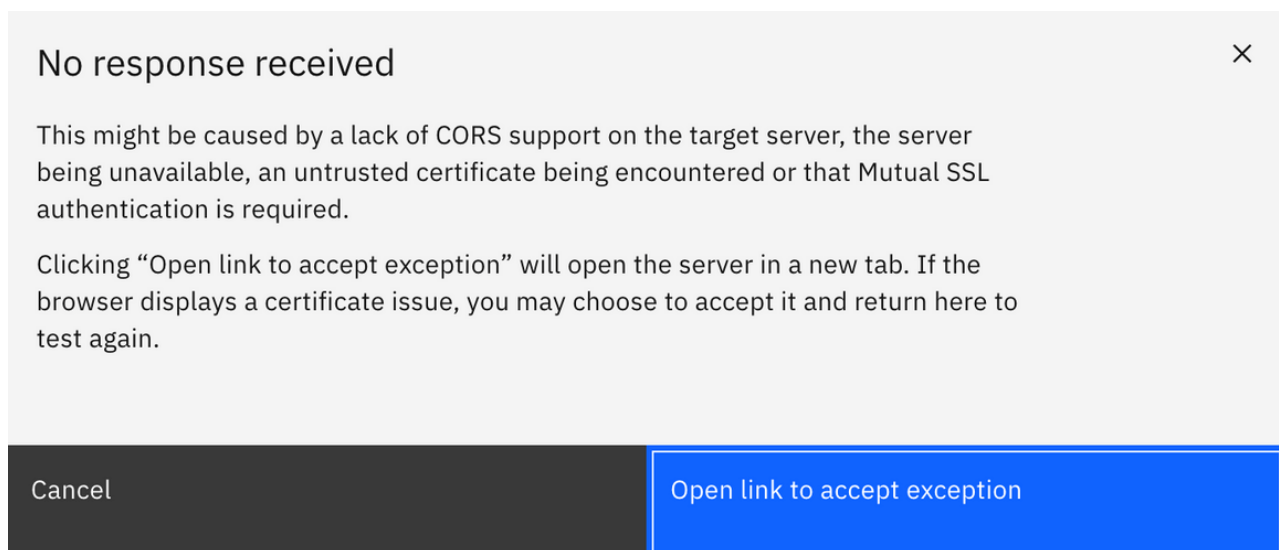 No response received
This might be caused by a lack of CORS support on the target server, the server
being unavailable, an untrusted certificate being encountered or that Mutual SSL
authentication is required.
Clicking “Open link to accept exception” will open the server in a new tab. If the
browser displays a certificate issue, you may choose to accept it and return here to
test again.
Cancel
Open link to accept exception